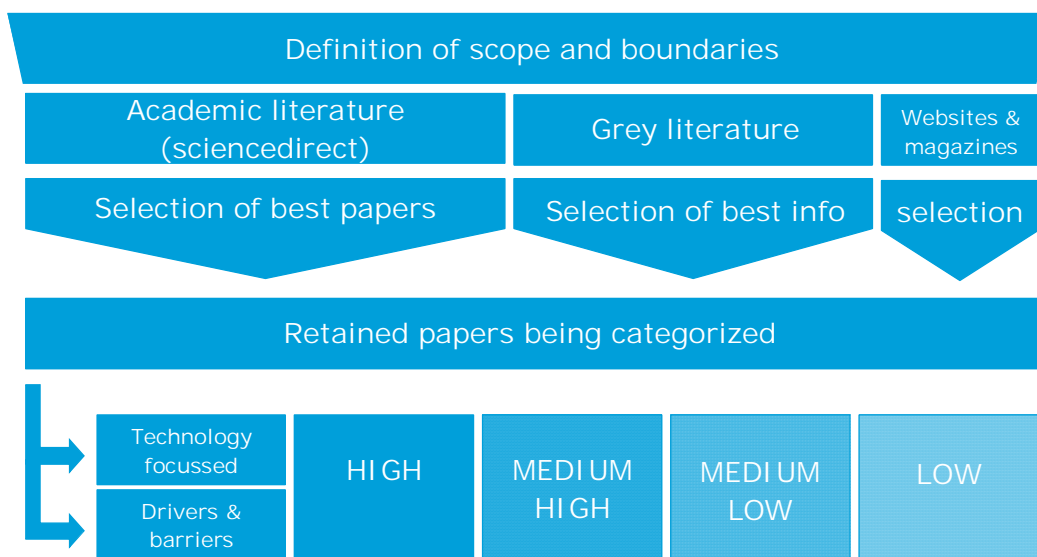 Definition of scope and boundaries
Academic literature
(sciencedirect)
Grey literature
Websites &
magazines
Selection of best papers
Selection of best info
selection
Retained papers being categorized
Technology
focussed
Drivers &
barriers
HIGH
MEDIUM
HIGH
MEDIUM
LOW
LOW